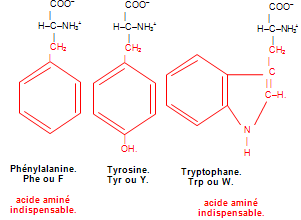 COO⁻
H–C–NH₃⁺
CH₂
Phénylalanine.
Phe ou F
acide aminé
indispensable.
COO⁻
H–C–NH₃⁺
CH₂
OH.
Tyrosine.
Tyr ou Y.
COO⁻
H–C–NH₃⁺
CH₂
C
C–H.
N
H
Tryptophane.
Trp ou W.
acide aminé
indispensable.